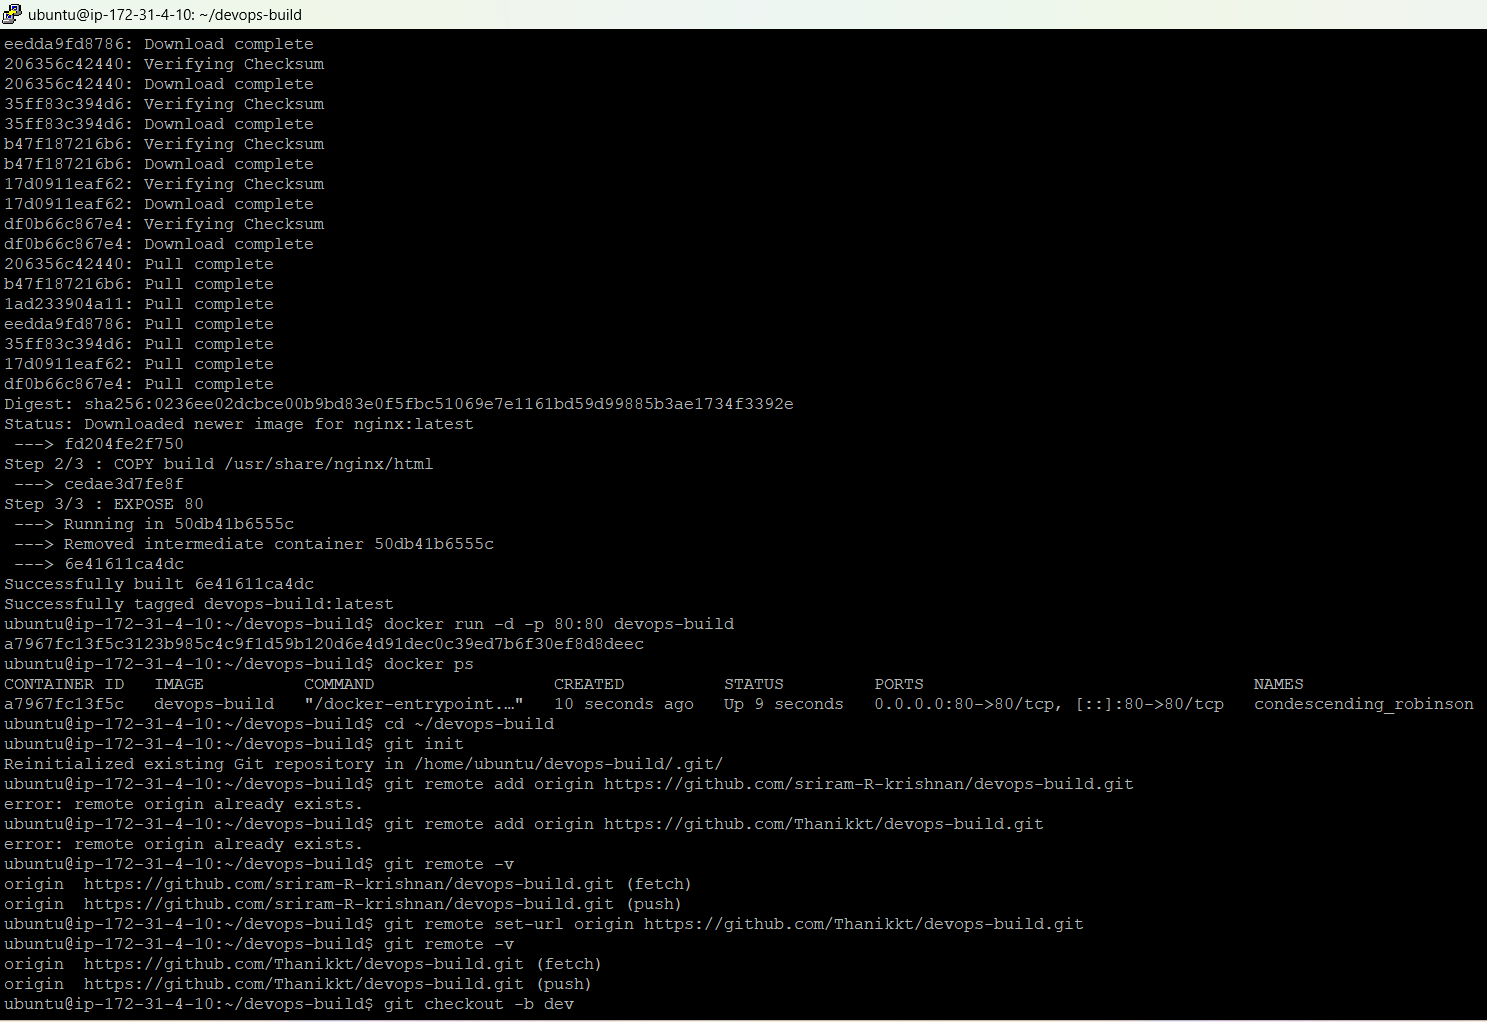 ubuntu@ip-172-31-4-10: ~/devops-build
eedda9fd8786: Download complete
206356c42440: Verifying Checksum
206356c42440: Download complete
35ff83c394d6: Verifying Checksum
35ff83c394d6: Download complete
b47f187216b6: Verifying Checksum
b47f187216b6: Download complete
17d0911eaf62: Verifying Checksum
17d0911eaf62: Download complete
df0b66c867e4: Verifying Checksum
df0b66c867e4: Download complete
206356c42440: Pull complete
b47f187216b6: Pull complete
1ad233904a11: Pull complete
eedda9fd8786: Pull complete
35ff83c394d6: Pull complete
17d0911eaf62: Pull complete
df0b66c867e4: Pull complete
Digest: sha256:0236ee02dcbce00b9bd83e0f5fbc51069e7e1161bd59d99885b3ae1734f3392e
Status: Downloaded newer image for nginx:latest
 ---> fd204fe2f750
Step 2/3 : COPY build /usr/share/nginx/html
 ---> cedae3d7fe8f
Step 3/3 : EXPOSE 80
 ---> Running in 50db41b6555c
 ---> Removed intermediate container 50db41b6555c
 ---> 6e41611ca4dc
Successfully built 6e41611ca4dc
Successfully tagged devops-build:latest
ubuntu@ip-172-31-4-10:~/devops-build$ docker run -d -p 80:80 devops-build
a7967fc13f5c3123b985c4c9f1d59b120d6e4d91dec0c39ed7b6f30ef8d8deec
ubuntu@ip-172-31-4-10:~/devops-build$ docker ps
CONTAINER ID   IMAGE          COMMAND                  CREATED          STATUS         PORTS                                 NAMES
a7967fc13f5c   devops-build   "/docker-entrypoint.…"   10 seconds ago   Up 9 seconds   0.0.0.0:80->80/tcp, [::]:80->80/tcp   condescending_robinson
ubuntu@ip-172-31-4-10:~/devops-build$ cd ~/devops-build
ubuntu@ip-172-31-4-10:~/devops-build$ git init
Reinitialized existing Git repository in /home/ubuntu/devops-build/.git/
ubuntu@ip-172-31-4-10:~/devops-build$ git remote add origin https://github.com/sriram-R-krishnan/devops-build.git
error: remote origin already exists.
ubuntu@ip-172-31-4-10:~/devops-build$ git remote add origin https://github.com/Thanikkt/devops-build.git
error: remote origin already exists.
ubuntu@ip-172-31-4-10:~/devops-build$ git remote -v
origin  https://github.com/sriram-R-krishnan/devops-build.git (fetch)
origin  https://github.com/sriram-R-krishnan/devops-build.git (push)
ubuntu@ip-172-31-4-10:~/devops-build$ git remote set-url origin https://github.com/Thanikkt/devops-build.git
ubuntu@ip-172-31-4-10:~/devops-build$ git remote -v
origin  https://github.com/Thanikkt/devops-build.git (fetch)
origin  https://github.com/Thanikkt/devops-build.git (push)
ubuntu@ip-172-31-4-10:~/devops-build$ git checkout -b dev